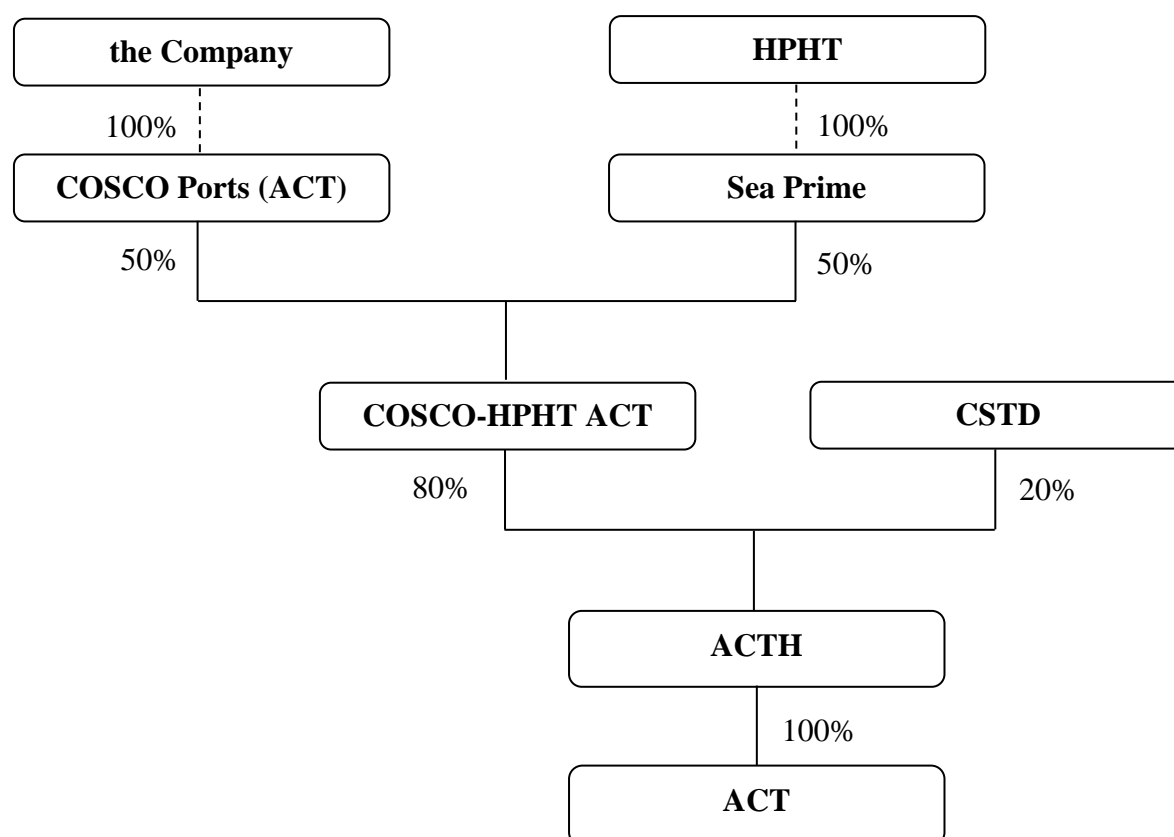 the Company
HPHT
100%
100%
COSCO Ports (ACT)
Sea Prime
50%
50%
COSCO-HPHT ACT
CSTD
80%
20%
ACTH
100%
ACT